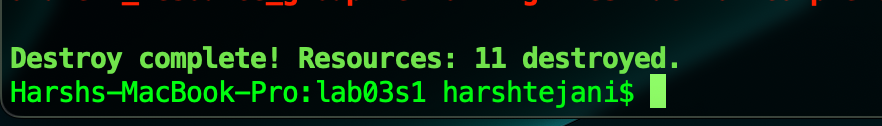 Destroy complete! Resources: 11 destroyed.
Harshs-MacBook-Pro:lab03s1 harshtejani$